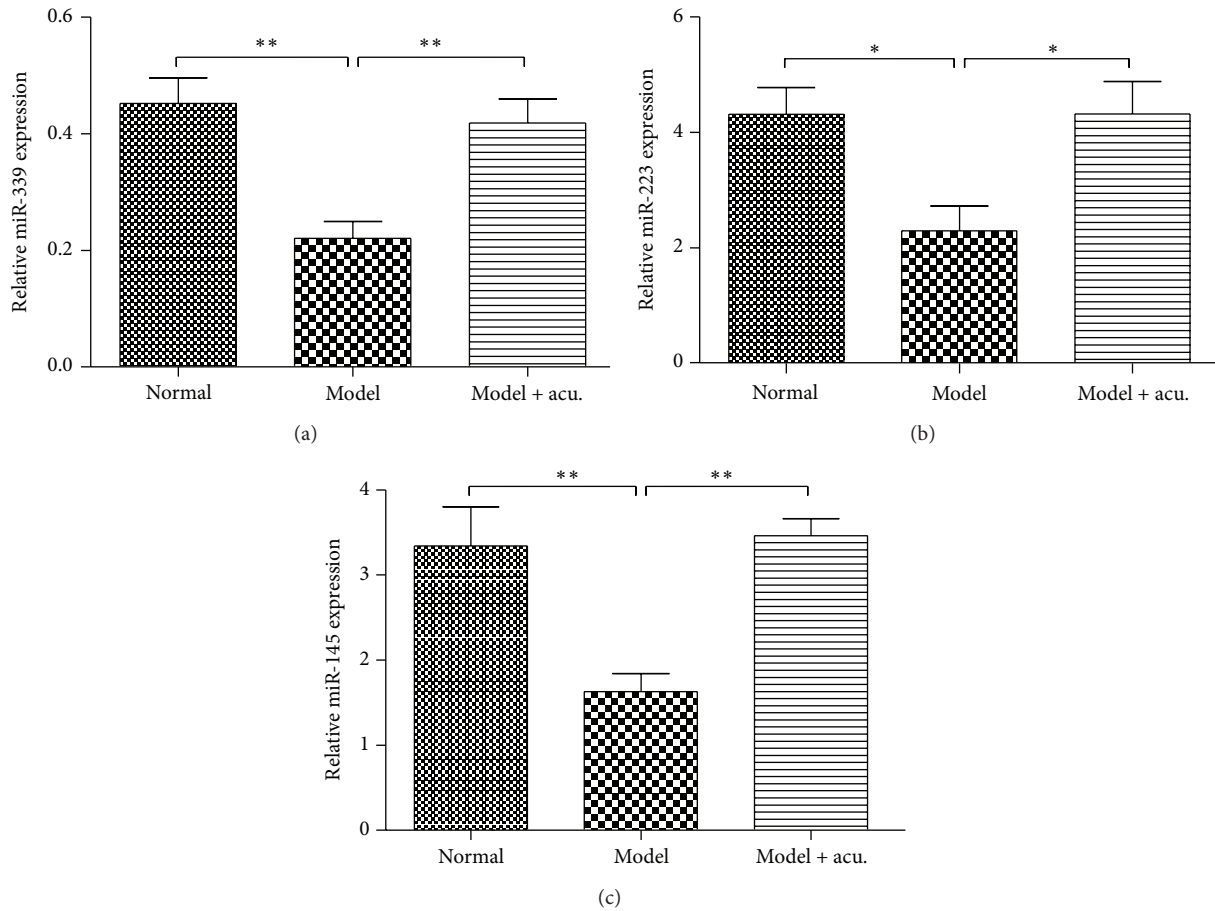 Relative miR-339 expression
0.6
0.4
0.2
0.0
**
**
Normal
Model
Model + acu.
(a)
Relative miR-223 expression
6
4
2
0
*
*
Normal
Model
Model + acu.
(b)
Relative miR-145 expression
4
3
2
1
0
**
**
Normal
Model
Model + acu.
(c)